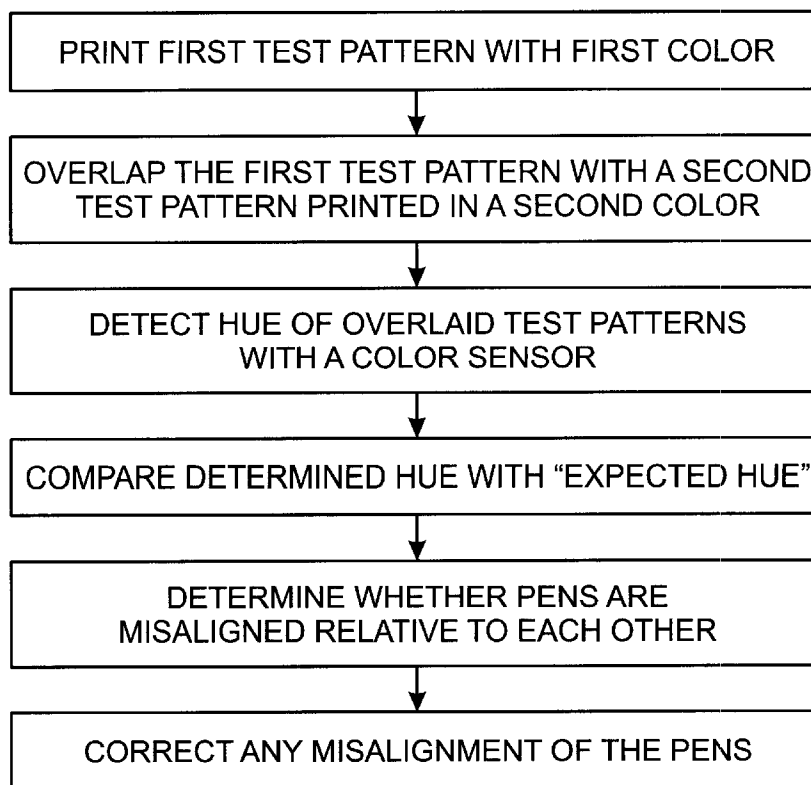 PRINT FIRST TEST PATTERN WITH FIRST COLOR
OVERLAP THE FIRST TEST PATTERN WITH A SECOND
TEST PATTERN PRINTED IN A SECOND COLOR
DETECT HUE OF OVERLAID TEST PATTERNS
WITH A COLOR SENSOR
COMPARE DETERMINED HUE WITH “EXPECTED HUE”
DETERMINE WHETHER PENS ARE
MISALIGNED RELATIVE TO EACH OTHER
CORRECT ANY MISALIGNMENT OF THE PENS